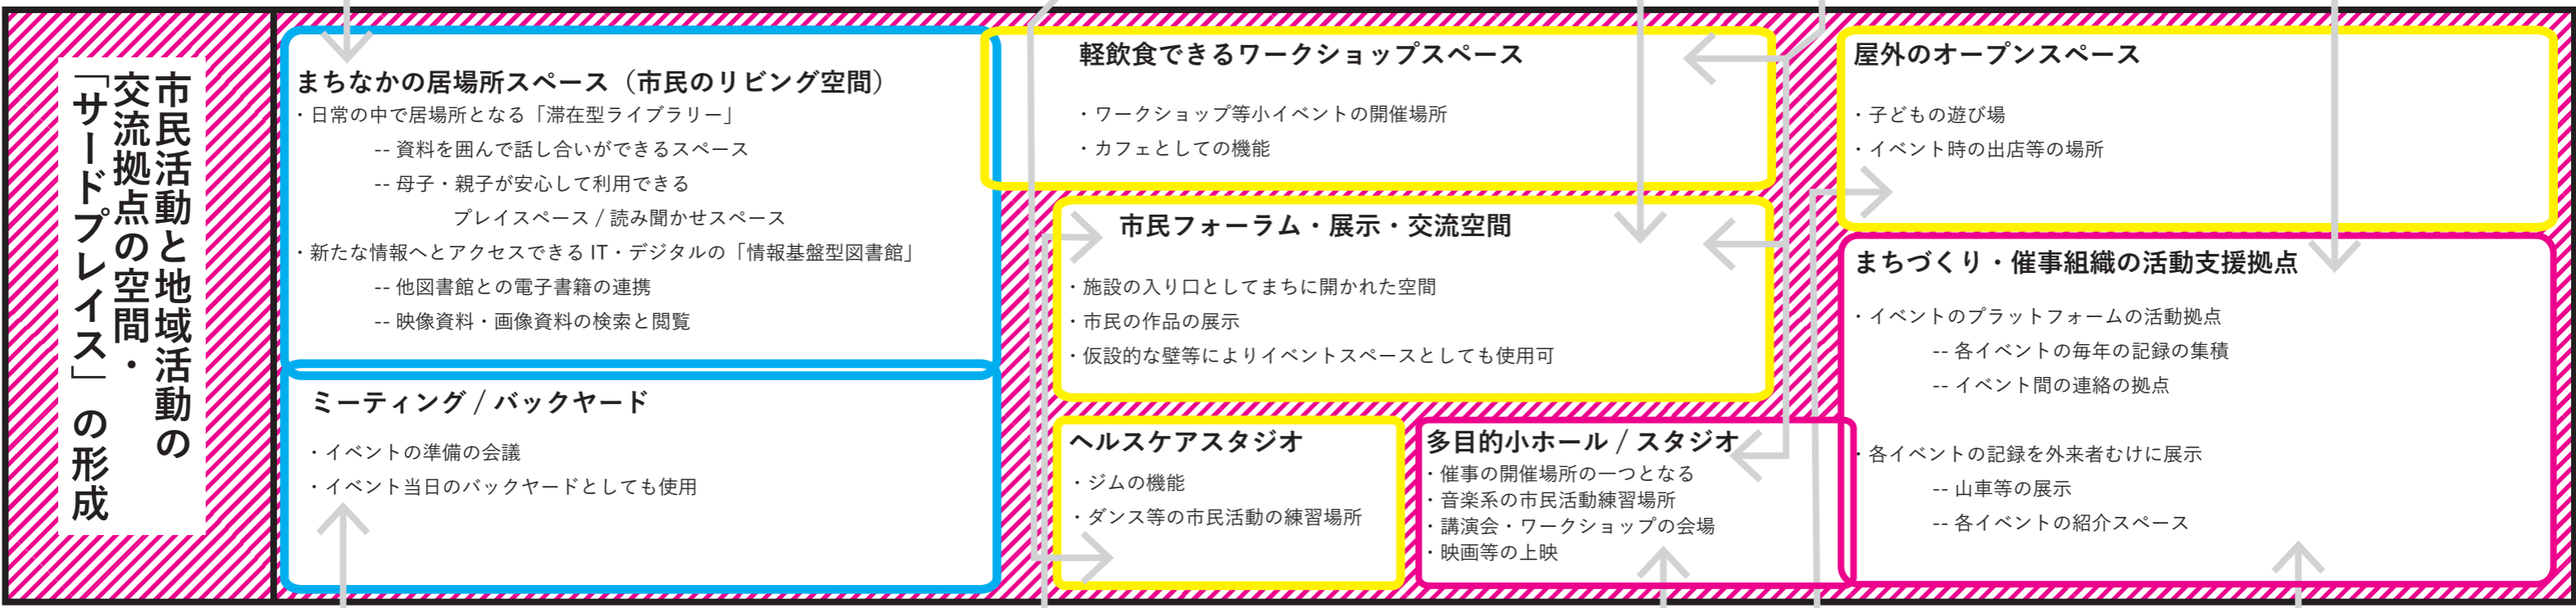 市民活動と地域活動の
交流拠点の空間・
「サードプレイス」の形成
まちなかの居場所スペース（市民のリビング空間）
・日常の中で居場所となる「滞在型ライブラリー」
-- 資料を囲んで話し合いができるスペース
-- 母子・親子が安心して利用できる
プレイスペース / 読み聞かせスペース
・新たな情報へとアクセスできる IT・デジタルの「情報基盤型図書館」
-- 他図書館との電子書籍の連携
-- 映像資料・画像資料の検索と閲覧
ミーティング / バックヤード
・イベントの準備の会議
・イベント当日のバックヤードとしても使用
軽飲食できるワークショップスペース
・ワークショップ等小イベントの開催場所
・カフェとしての機能
市民フォーラム・展示・交流空間
・施設の入り口としてまちに開かれた空間
・市民の作品の展示
・仮設的な壁等によりイベントスペースとしても使用可
ヘルスケアスタジオ
・ジムの機能
・ダンス等の市民活動の練習場所
多目的小ホール / スタジオ
・催事の開催場所の一つとなる
・音楽系の市民活動練習場所
・講演会・ワークショップの会場
・映画等の上映
屋外のオープンスペース
・子どもの遊び場
・イベント時の出店等の場所
まちづくり・催事組織の活動支援拠点
・イベントのプラットフォームの活動拠点
-- 各イベントの毎年の記録の集積
-- イベント間の連絡の拠点
・各イベントの記録を外来者むけに展示
-- 山車等の展示
-- 各イベントの紹介スペース